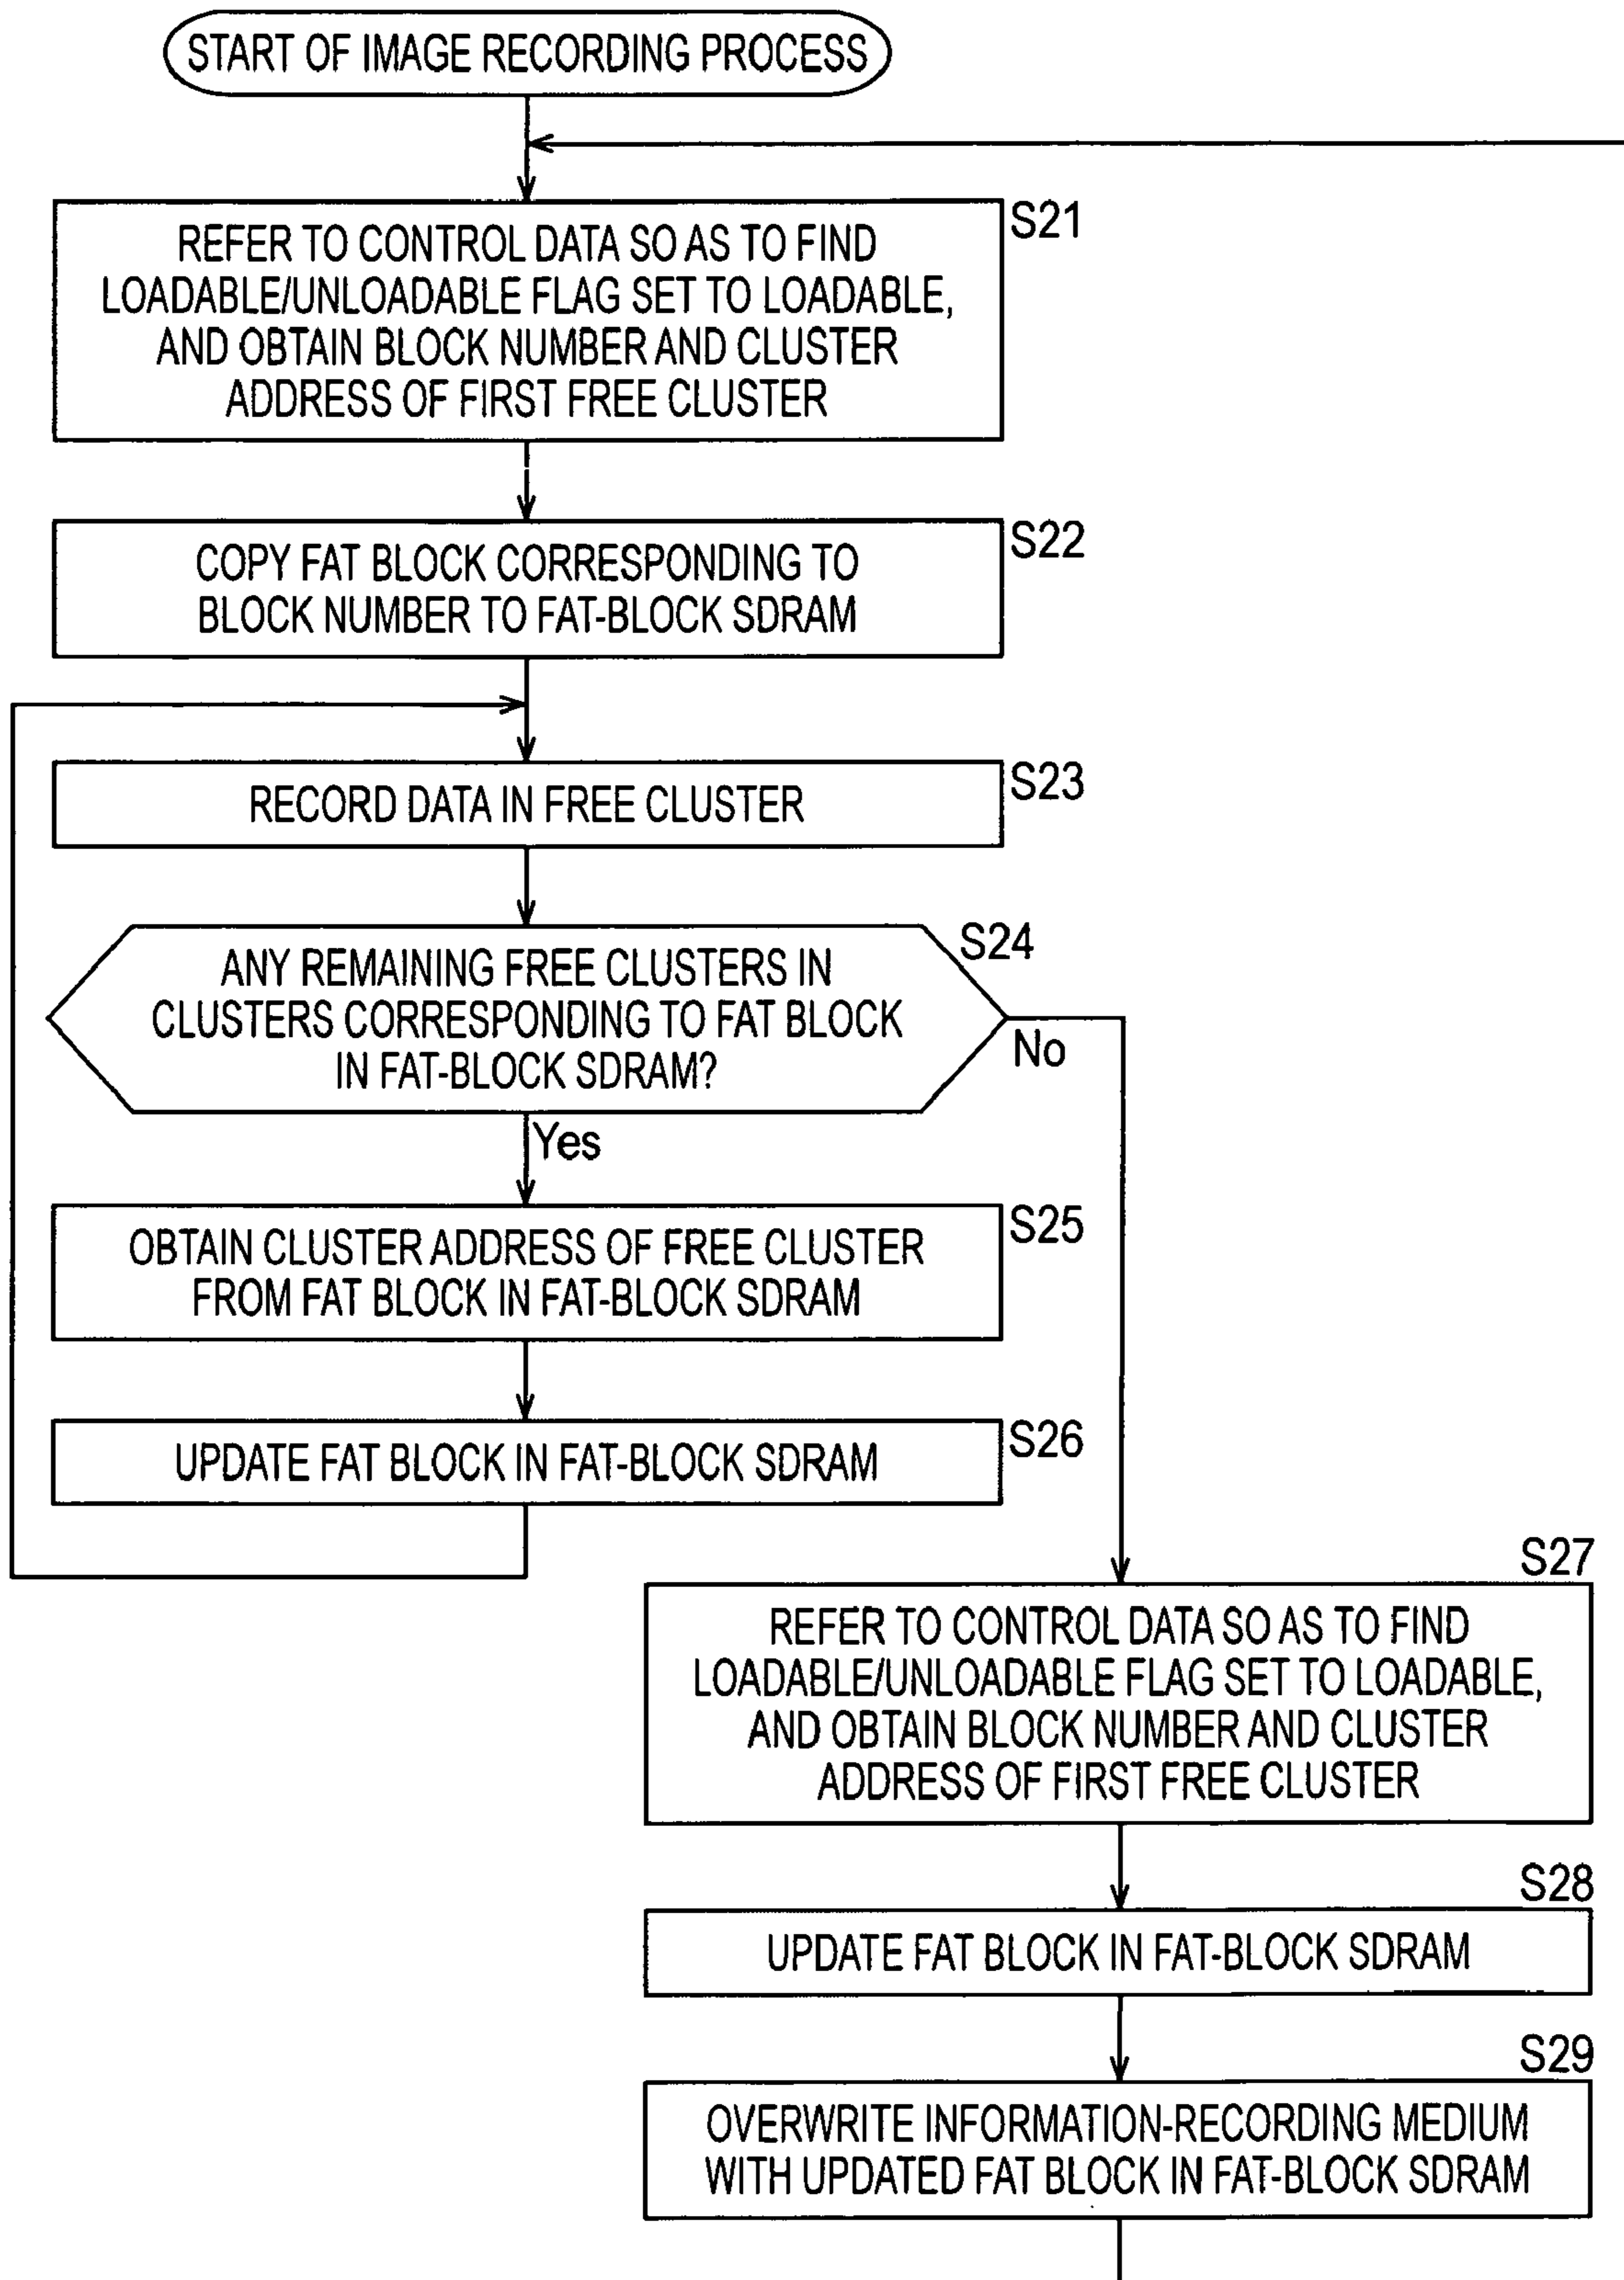 START OF IMAGE RECORDING PROCESS
S21
REFER TO CONTROL DATA SO AS TO FIND
LOADABLE/UNLOADABLE FLAG SET TO LOADABLE,
AND OBTAIN BLOCK NUMBER AND CLUSTER
ADDRESS OF FIRST FREE CLUSTER
S22
COPY FAT BLOCK CORRESPONDING TO
BLOCK NUMBER TO FAT-BLOCK SDRAM
S23
RECORD DATA IN FREE CLUSTER
S24
ANY REMAINING FREE CLUSTERS IN
CLUSTERS CORRESPONDING TO FAT BLOCK
IN FAT-BLOCK SDRAM?
No
Yes
S25
OBTAIN CLUSTER ADDRESS OF FREE CLUSTER
FROM FAT BLOCK IN FAT-BLOCK SDRAM
S26
UPDATE FAT BLOCK IN FAT-BLOCK SDRAM
S27
REFER TO CONTROL DATA SO AS TO FIND
LOADABLE/UNLOADABLE FLAG SET TO LOADABLE,
AND OBTAIN BLOCK NUMBER AND CLUSTER
ADDRESS OF FIRST FREE CLUSTER
S28
UPDATE FAT BLOCK IN FAT-BLOCK SDRAM
S29
OVERWRITE INFORMATION-RECORDING MEDIUM
WITH UPDATED FAT BLOCK IN FAT-BLOCK SDRAM